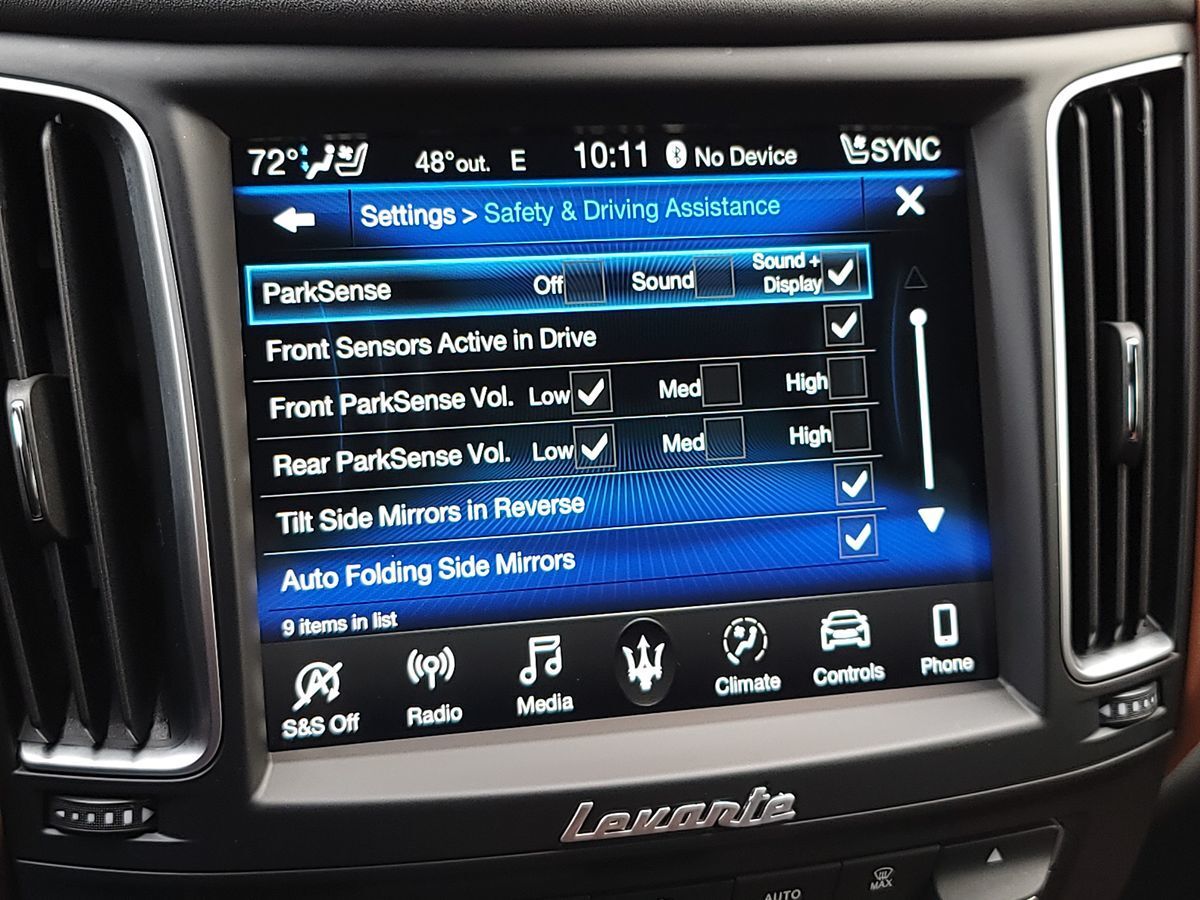 72° 48°out. E 10:11 No Device SYNC
Settings > Safety & Driving Assistance
ParkSense Off Sound Sound + Display
Front Sensors Active in Drive
Front ParkSense Vol. Low Med High
Rear ParkSense Vol. Low Med High
Tilt Side Mirrors in Reverse
Auto Folding Side Mirrors
9 items in list
S&S Off Radio Media Climate Controls Phone
Levante
AUTO MAX